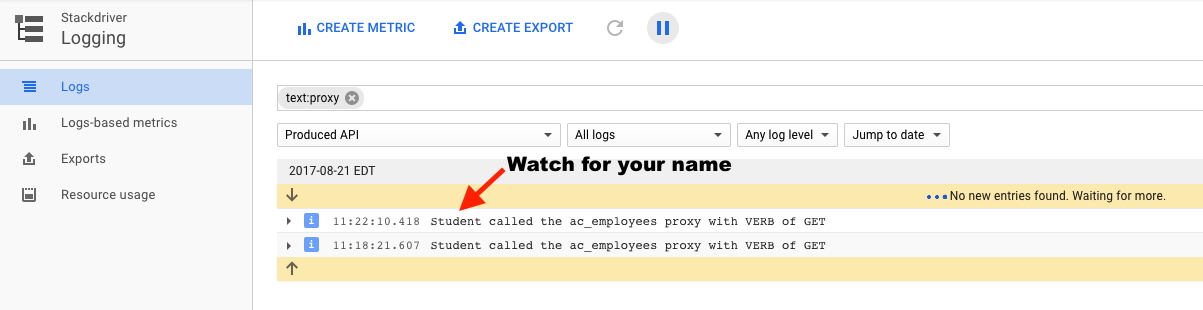 Stackdriver
Logging
CREATE METRIC
CREATE EXPORT
Logs
Logs-based metrics
Exports
Resource usage
text:proxy
Produced API
All logs
Any log level
Jump to date
2017-08-21 EDT
Watch for your name
No new entries found. Waiting for more.
i 11:22:10.418 Student called the ac_employees proxy with VERB of GET
i 11:18:21.607 Student called the ac_employees proxy with VERB of GET